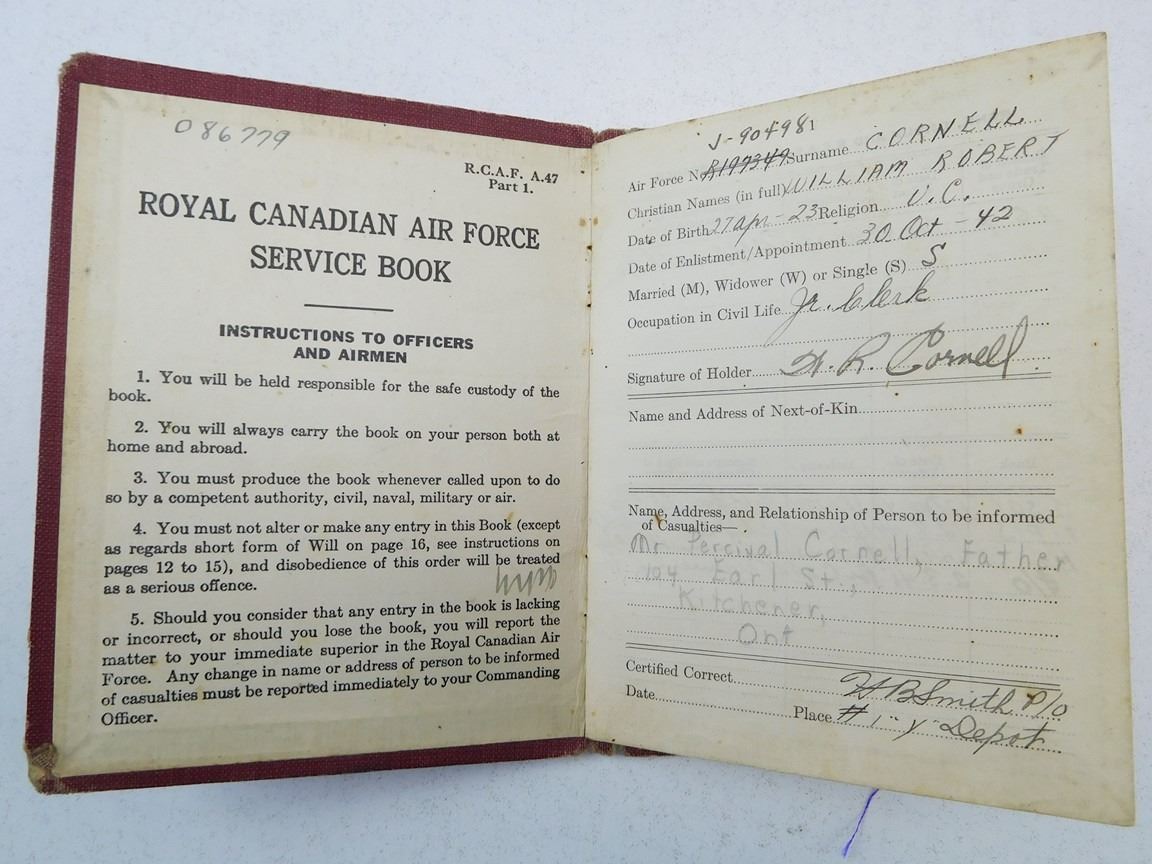 086779
R.C.A.F. A.47
Part 1.
ROYAL CANADIAN AIR FORCE
SERVICE BOOK
INSTRUCTIONS TO OFFICERS
AND AIRMEN
1. You will be held responsible for the safe custody of the
book.
2. You will always carry the book on your person both at
home and abroad.
3. You must produce the book whenever called upon to do
so by a competent authority, civil, naval, military or air.
4. You must not alter or make any entry in this Book (except
as regards short form of Will on page 16, see instructions on
pages 12 to 15), and disobedience of this order will be treated
as a serious offence.
5. Should you consider that any entry in the book is lacking
or incorrect, or should you lose the book, you will report the
matter to your immediate superior in the Royal Canadian Air
Force. Any change in name or address of person to be informed
of casualties must be reported immediately to your Commanding
Officer.
J-90498 1
Air Force No R197349 Surname CORNELL
Christian Names (in full) WILLIAM ROBERT
Date of Birth 27 Apr - 23 Religion U.C.
Date of Enlistment/Appointment 30 Oct - 42
Married (M), Widower (W) or Single (S) S
Occupation in Civil Life Jr. Clerk
Signature of Holder W. R. Cornell
Name and Address of Next-of-Kin
Name, Address, and Relationship of Person to be informed
of Casualties—
Mr Percival Cornell, Father
104 Earl St.,
Kitchener,
Ont
Certified Correct H B Smith P/O
Date Place # 1 "Y" Depot